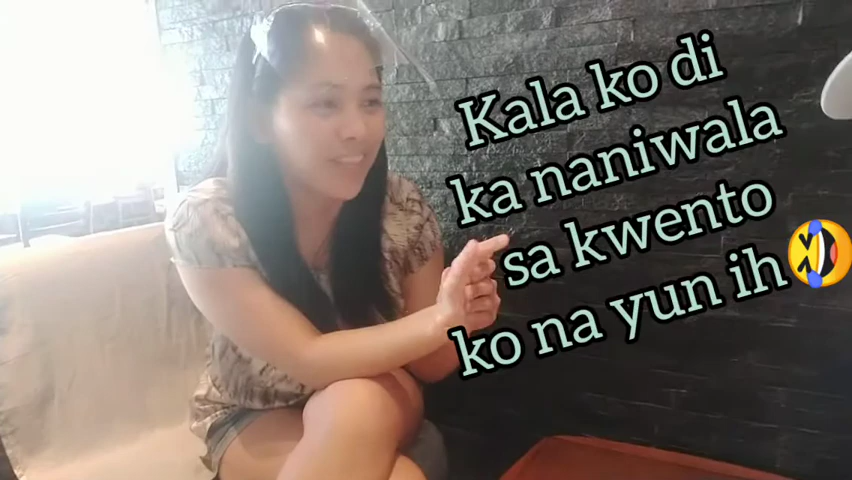 Kala ko di
ka naniwala
sa kwento
ko na yun ih🤣